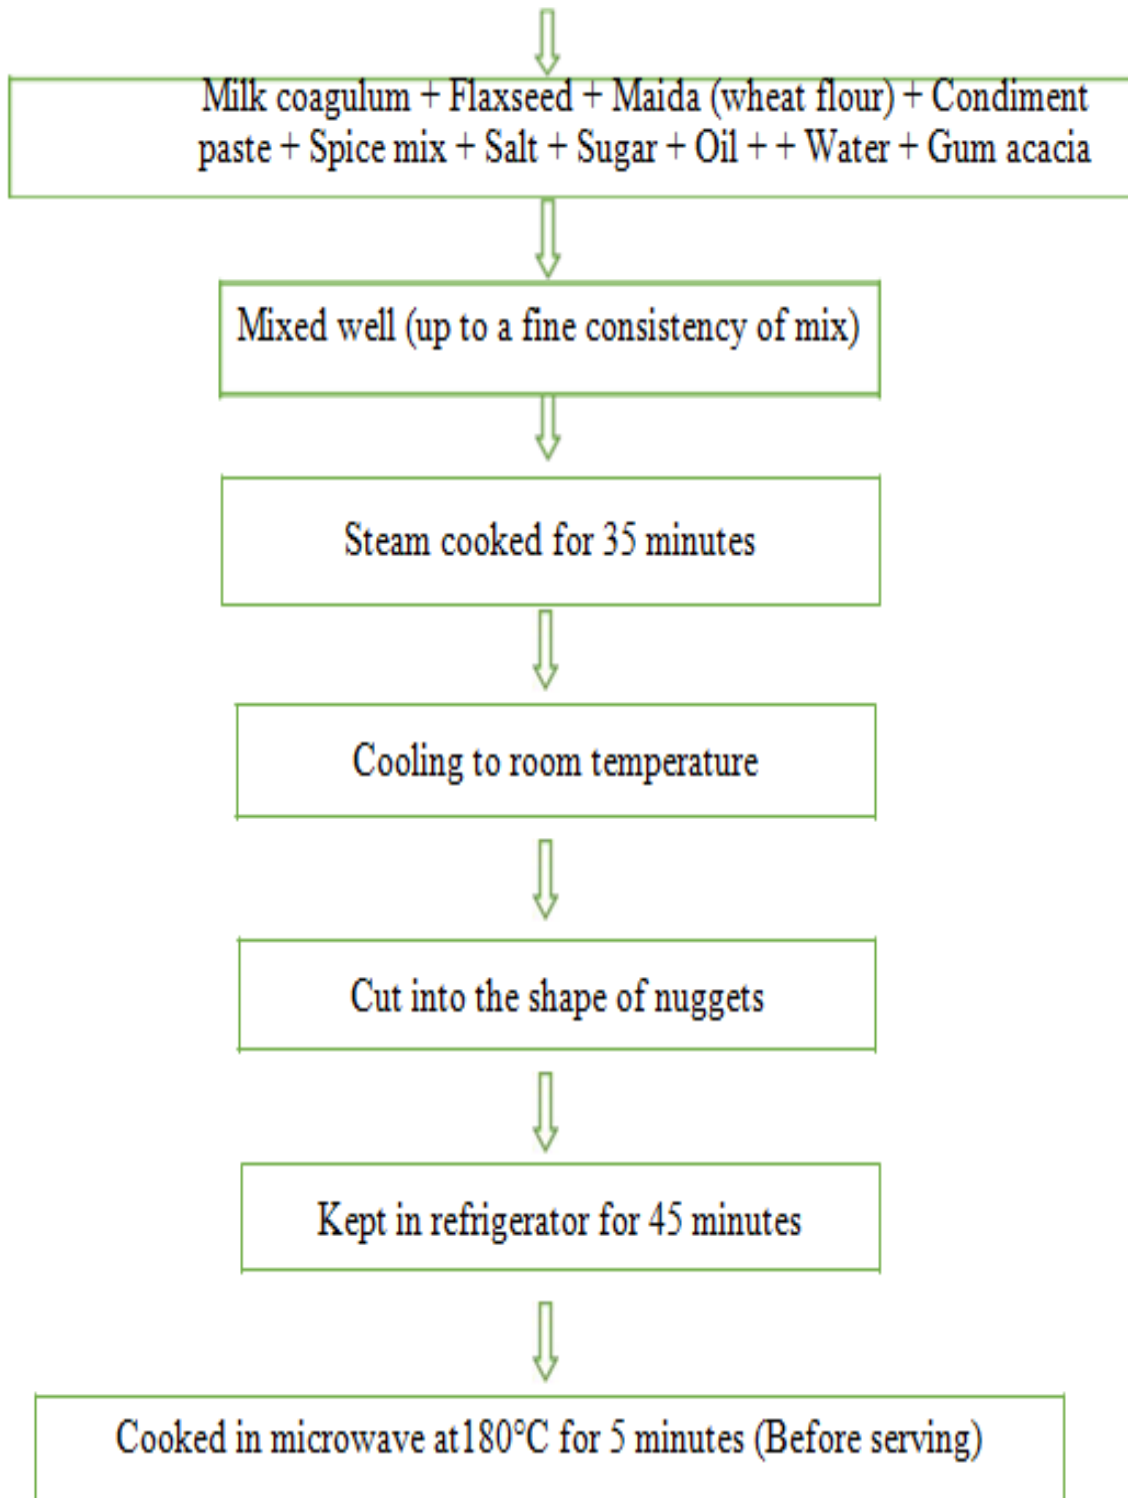 Milk coagulum + Flaxseed + Maida (wheat flour) + Condiment
paste + Spice mix + Salt + Sugar + Oil + + Water + Gum acacia
Mixed well (up to a fine consistency of mix)
Steam cooked for 35 minutes
Cooling to room temperature
Cut into the shape of nuggets
Kept in refrigerator for 45 minutes
Cooked in microwave at180°C for 5 minutes (Before serving)